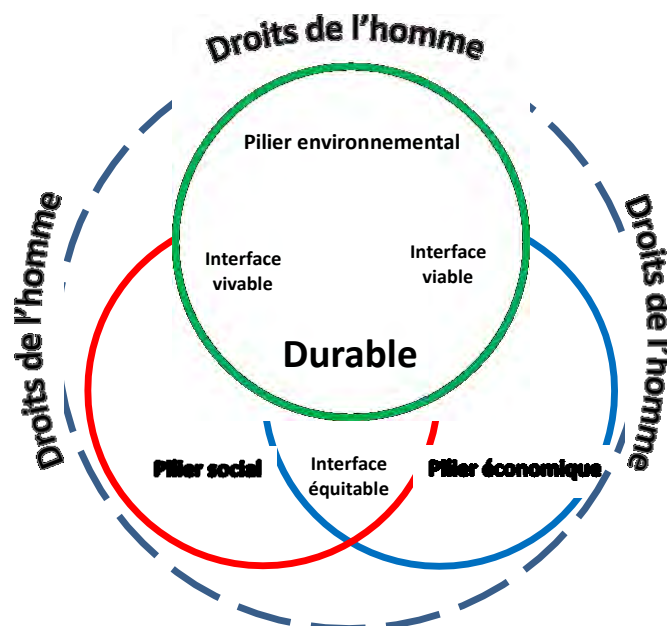 Droits de l'homme
Pilier environnemental
Droits de l'homme
Droits de l'homme
Interface
vivable
Interface
viable
Durable
Pilier social
Interface
équitable
Pilier économique